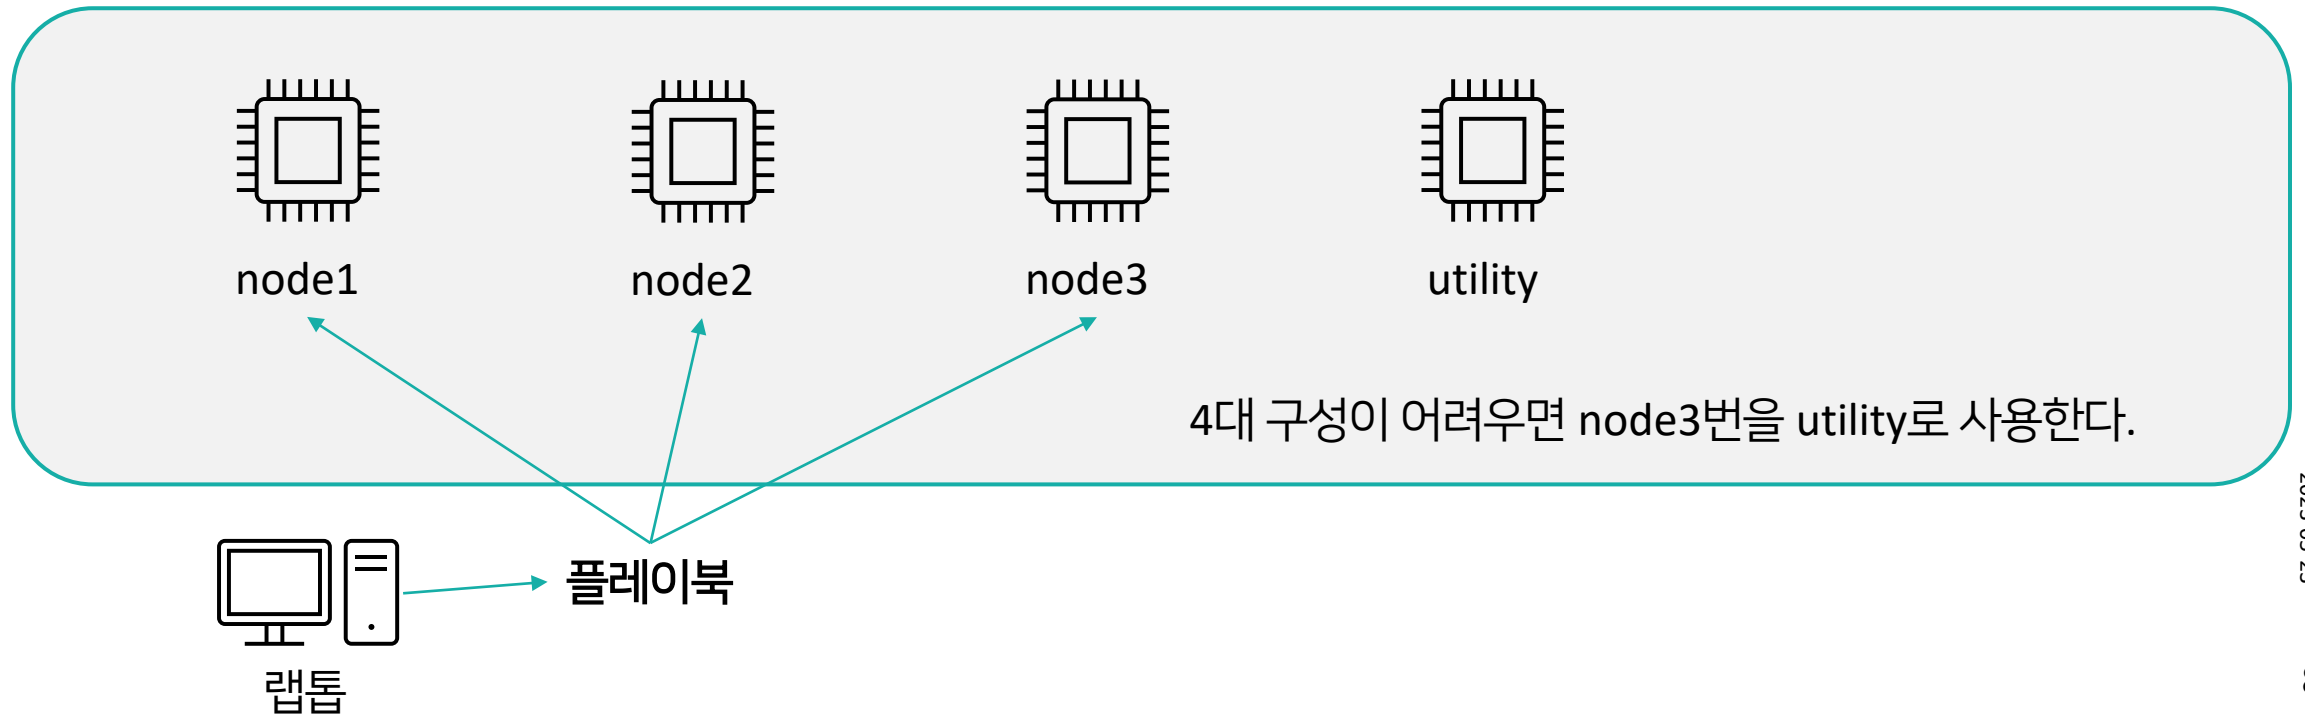 node1
node2
node3
utility
4대 구성이 어려우면 node3번을 utility로 사용한다.
플레이북
랩톱